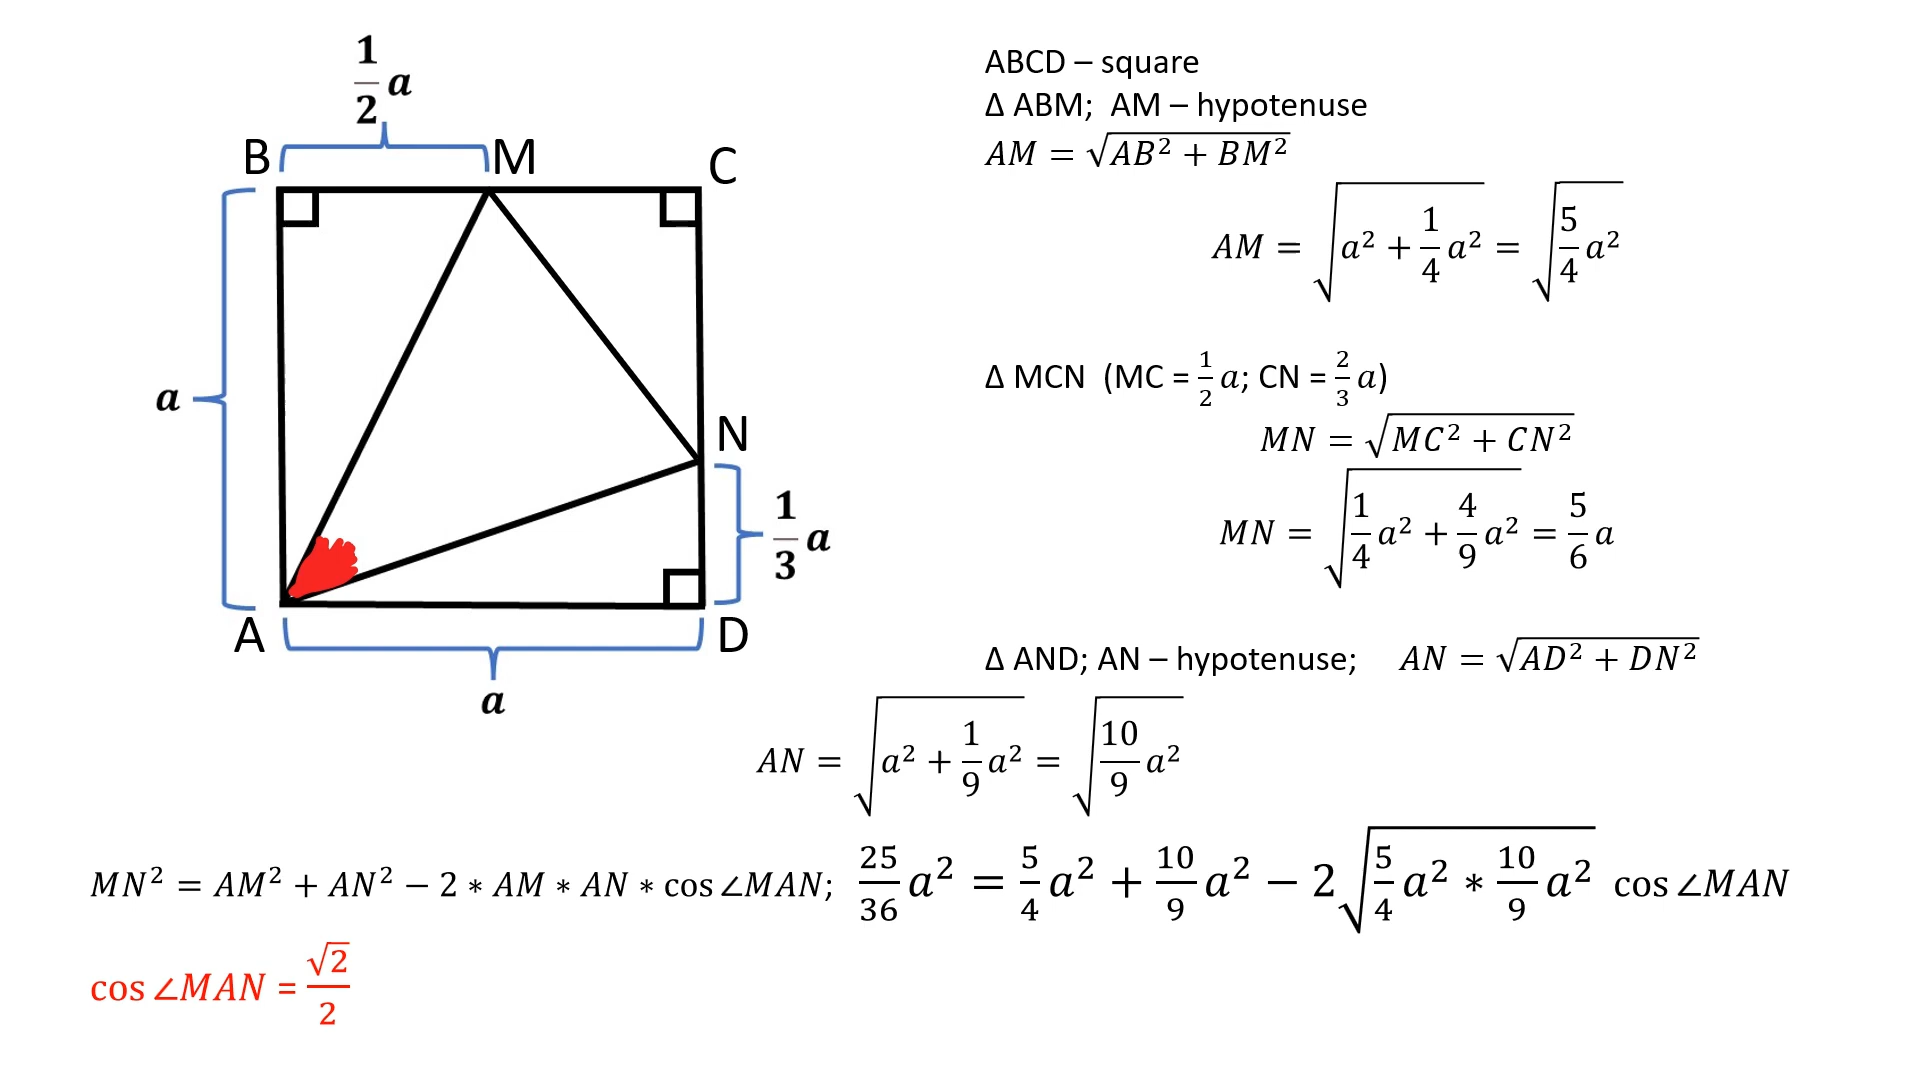 1/2 a
B
M
C
a
N
1/3 a
A
D
a
ABCD – square
Δ ABM; AM – hypotenuse
AM = √(AB² + BM²)
AM = √(a² + 1/4 a²) = √(5/4 a²)
Δ MCN (MC = 1/2 a; CN = 2/3 a)
MN = √(MC² + CN²)
MN = √(1/4 a² + 4/9 a²) = 5/6 a
Δ AND; AN – hypotenuse; AN = √(AD² + DN²)
AN = √(a² + 1/9 a²) = √(10/9 a²)
MN² = AM² + AN² − 2 ∗ AM ∗ AN ∗ cos ∠MAN; 25/36 a² = 5/4 a² + 10/9 a² − 2√(5/4 a² ∗ 10/9 a²) cos ∠MAN
cos ∠MAN = √2/2